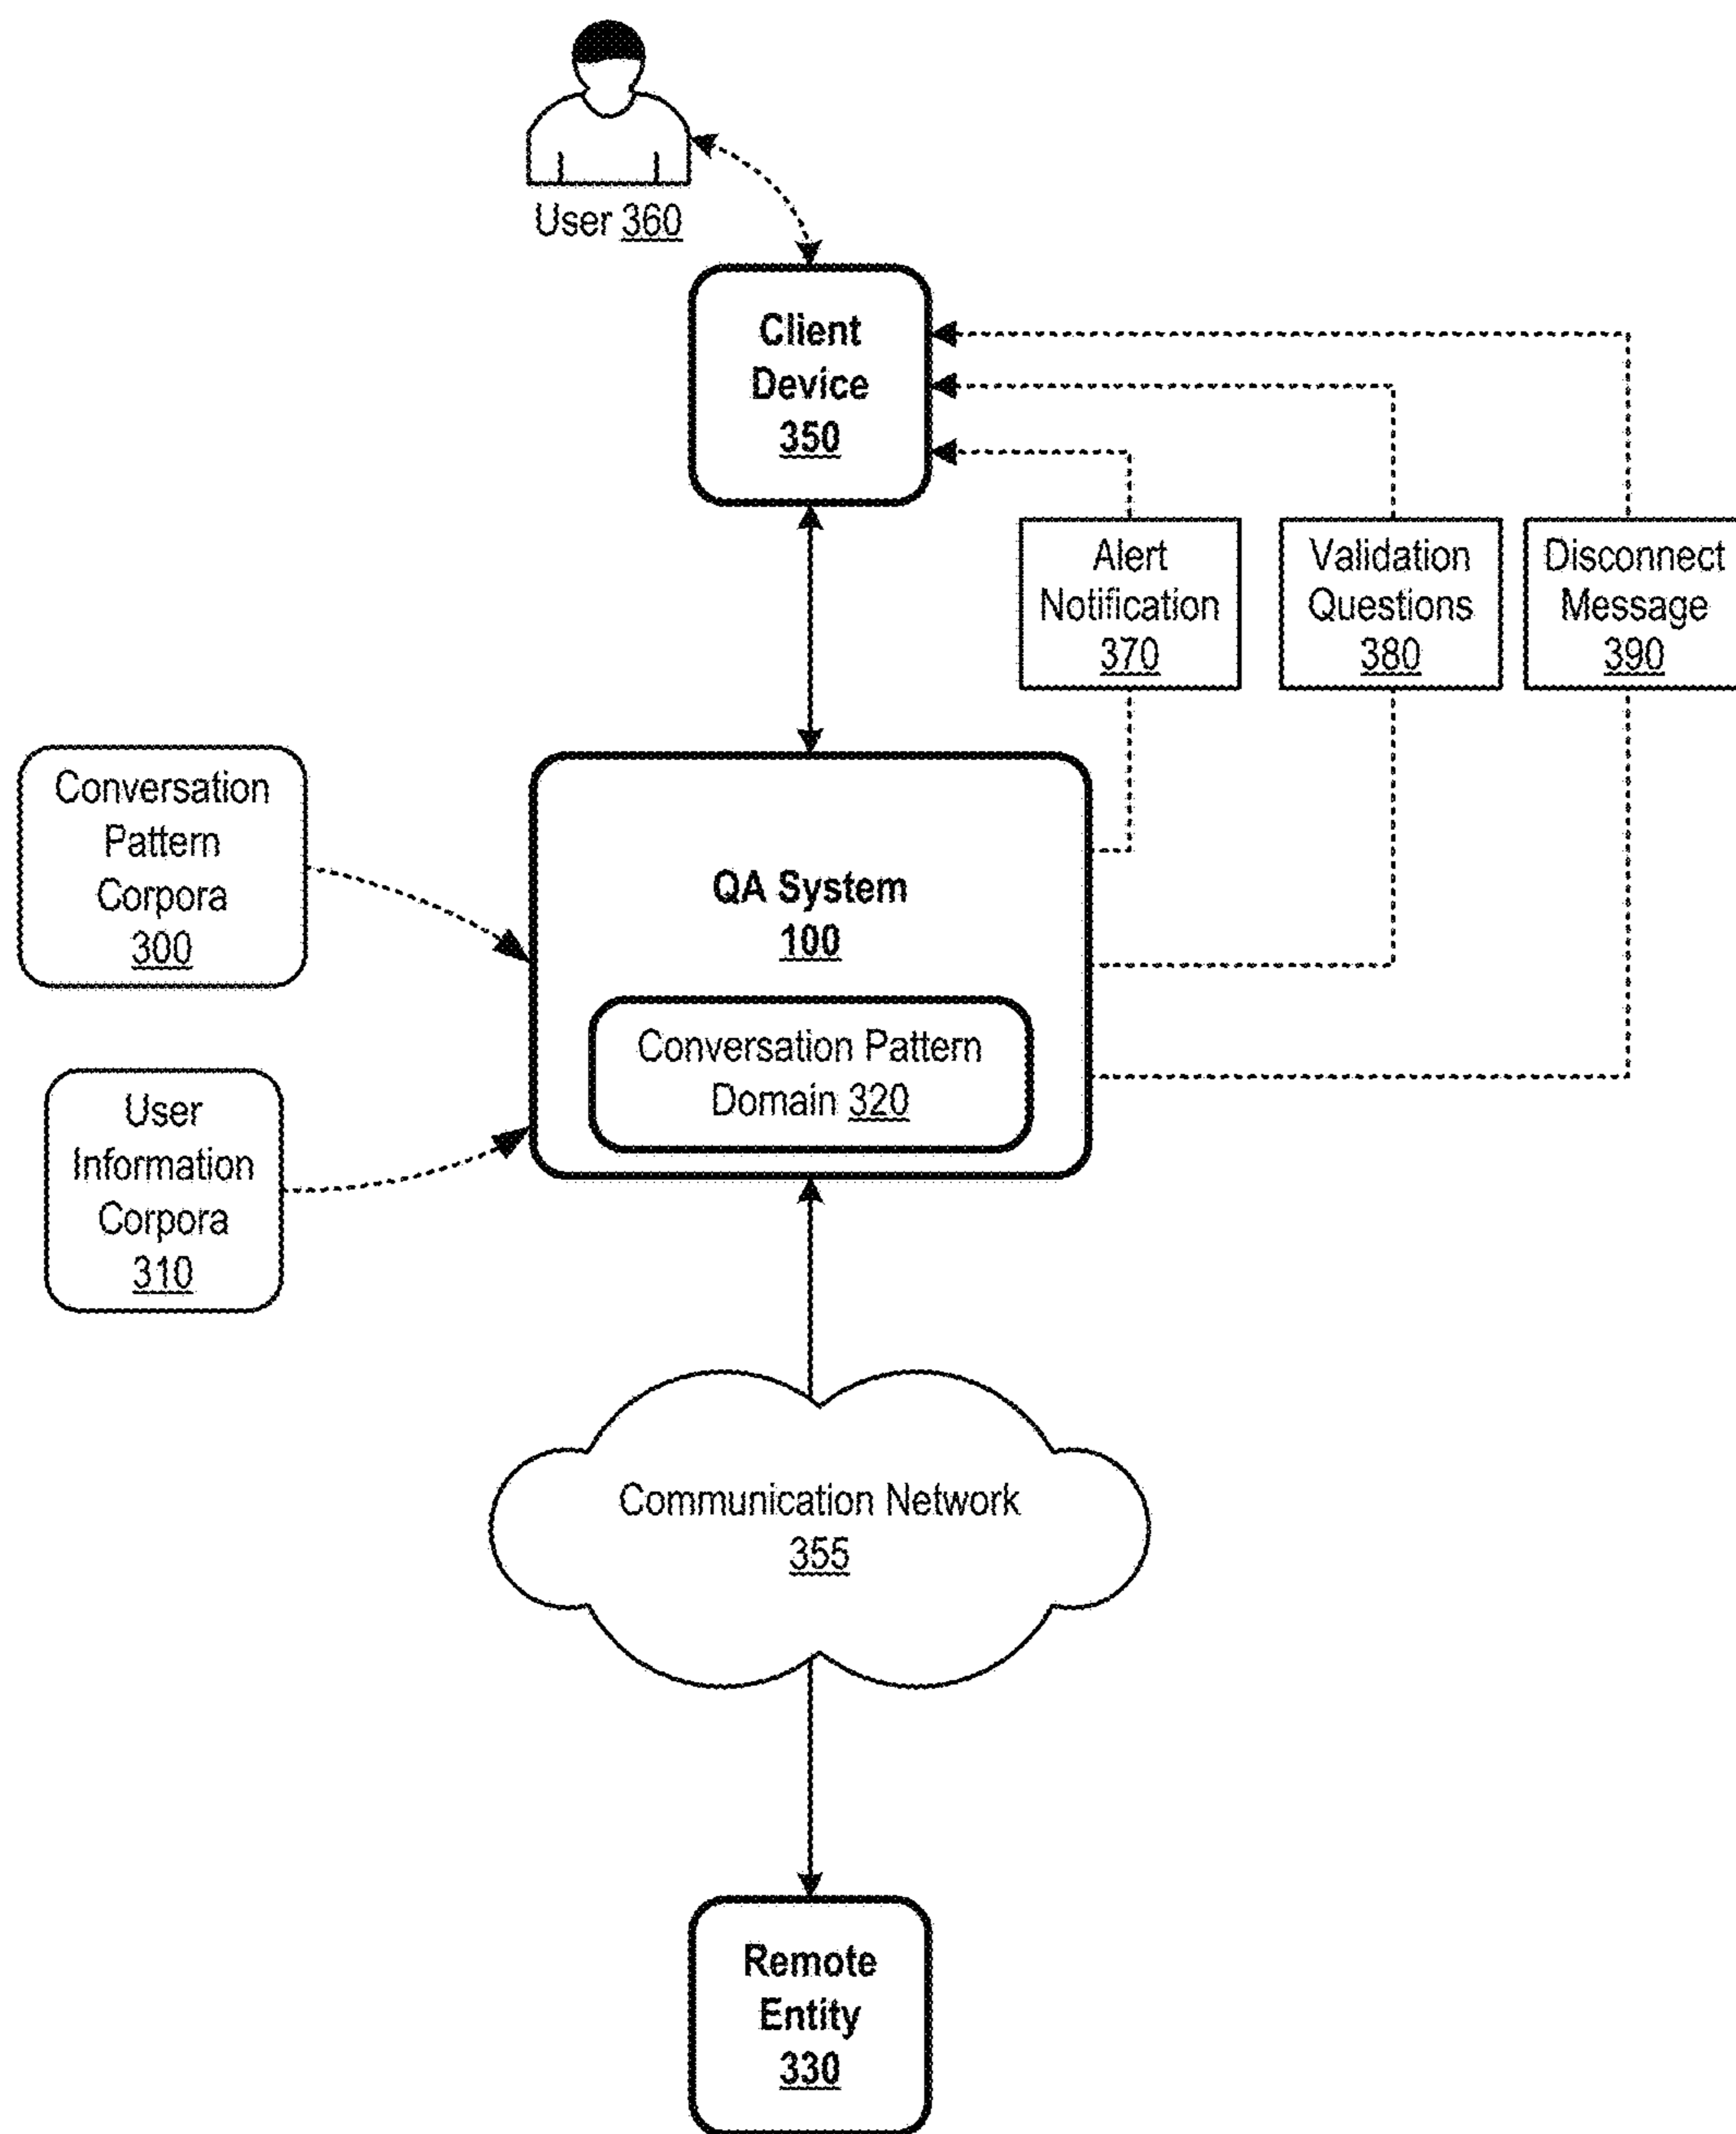 User 360
Client
Device
350
Alert
Notification
370
Validation
Questions
380
Disconnect
Message
390
Conversation
Pattern
Corpora
300
QA System
100
Conversation Pattern
Domain 320
User
Information
Corpora
310
Communication Network
355
Remote
Entity
330